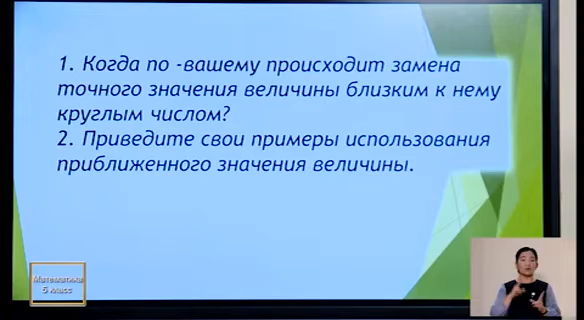 1. Когда по -вашему происходит замена
точного значения величины близким к нему
круглым числом?
2. Приведите свои примеры использования
приближенного значения величины.
Математика
5 класс